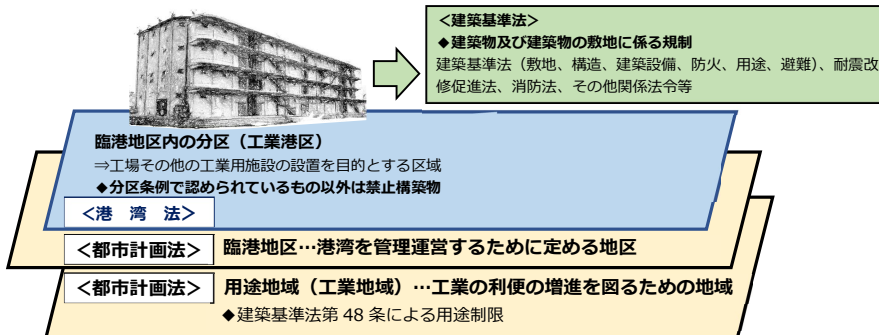 <建築基準法>
◆建築物及び建築物の敷地に係る規制
建築基準法（敷地、構造、建築設備、防火、用途、避難）、耐震改
修促進法、消防法、その他関係法令等
臨港地区内の分区（工業港区）
⇒工場その他の工業用施設の設置を目的とする区域
◆分区条例で認められているもの以外は禁止構築物
<港 湾 法>
<都市計画法> 臨港地区…港湾を管理運営するために定める地区
<都市計画法> 用途地域（工業地域）…工業の利便の増進を図るための地域
◆建築基準法第 48 条による用途制限